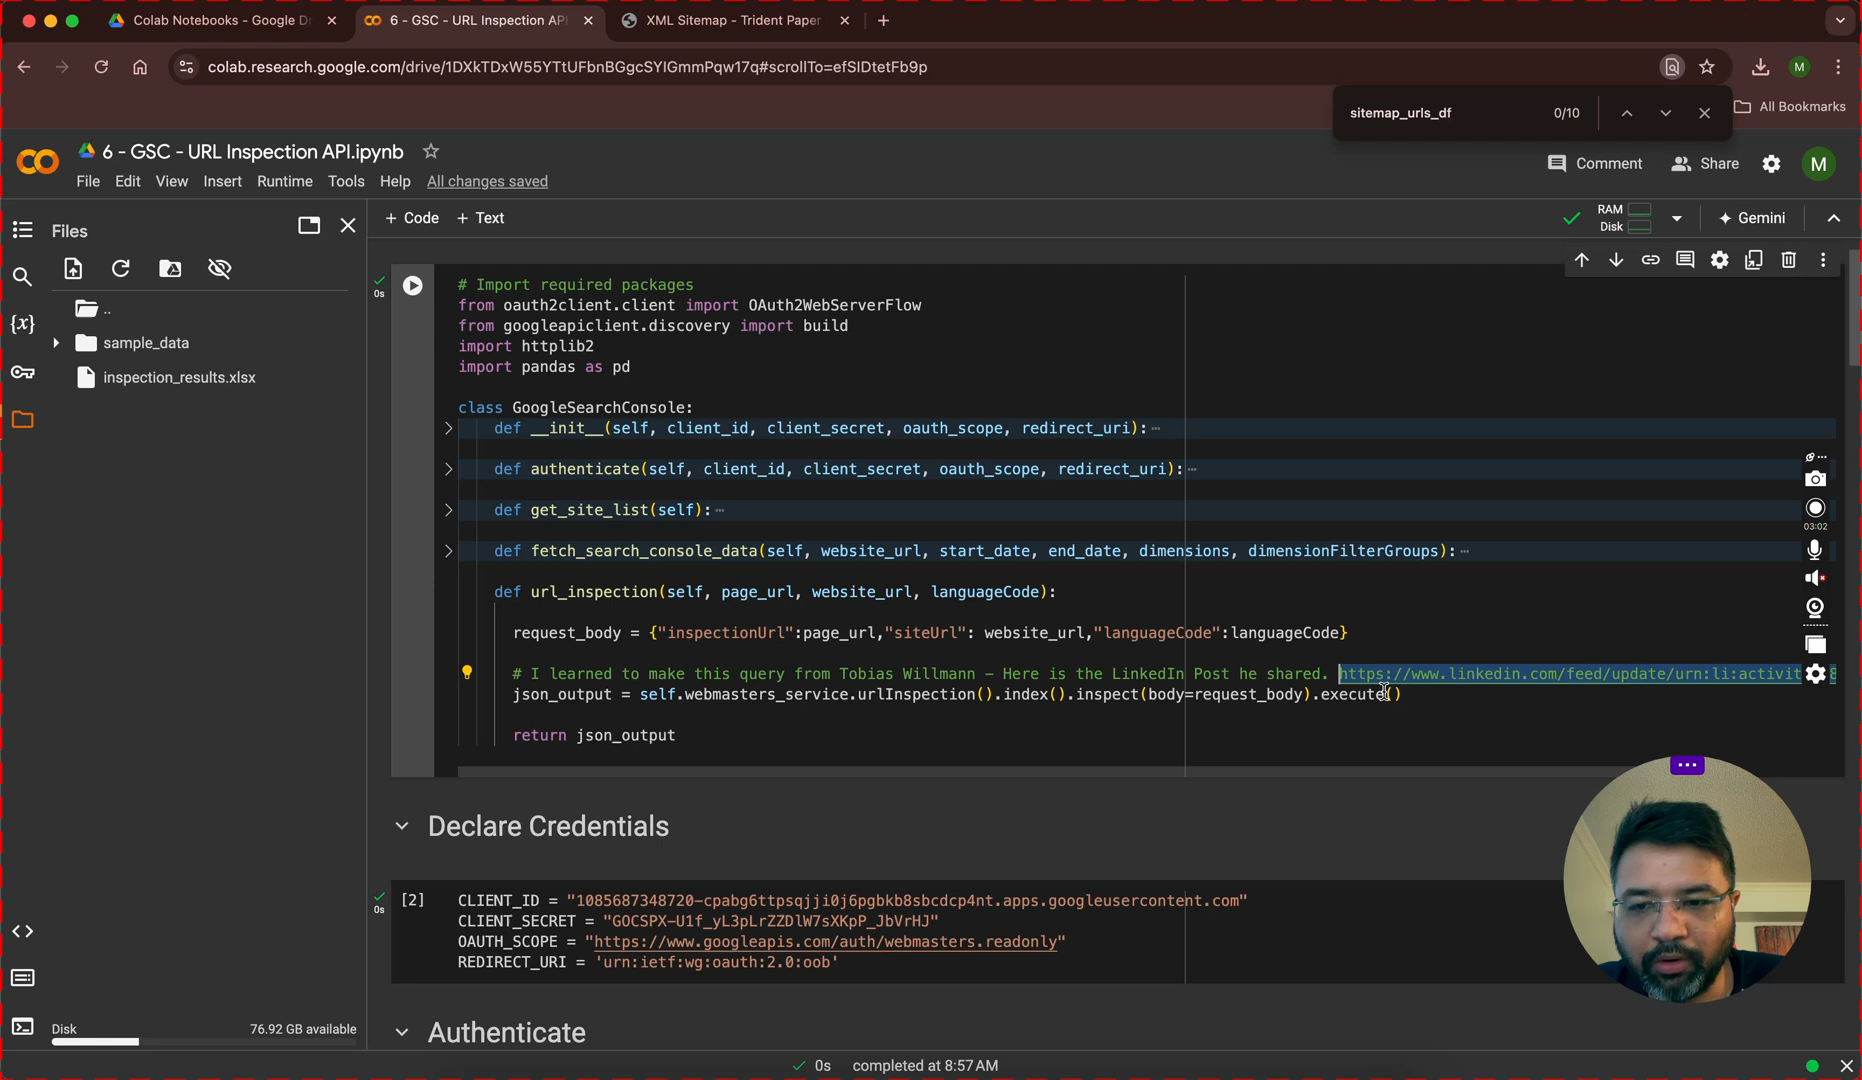 Colab Notebooks - Google Dr
6 - GSC - URL Inspection API
XML Sitemap - Trident Paper
colab.research.google.com/drive/1DXkTDxW55YTtUFbnBGgcSYIGmmPqw17q#scrollTo=efSIDtetFb9p
M
sitemap_urls_df 0/10
All Bookmarks
6 - GSC - URL Inspection API.ipynb
Comment
Share
M
File Edit View Insert Runtime Tools Help All changes saved
Files
+ Code + Text
RAM
Disk
Gemini
..
sample_data
inspection_results.xlsx
{x}
0s
# Import required packages
from oauth2client.client import OAuth2WebServerFlow
from googleapiclient.discovery import build
import httplib2
import pandas as pd
class GoogleSearchConsole:
def __init__(self, client_id, client_secret, oauth_scope, redirect_uri):
def authenticate(self, client_id, client_secret, oauth_scope, redirect_uri):
def get_site_list(self):
def fetch_search_console_data(self, website_url, start_date, end_date, dimensions, dimensionFilterGroups):
def url_inspection(self, page_url, website_url, languageCode):
request_body = {"inspectionUrl":page_url,"siteUrl": website_url,"languageCode":languageCode}
# I learned to make this query from Tobias Willmann – Here is the LinkedIn Post he shared. https://www.linkedin.com/feed/update/urn:li:activit
json_output = self.webmasters_service.urlInspection().index().inspect(body=request_body).execute()
return json_output
03:02
Declare Credentials
0s
[2]
CLIENT_ID = "1085687348720-cpabg6ttpsqjji0j6pgbkb8sbcdcp4nt.apps.googleusercontent.com"
CLIENT_SECRET = "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"
OAUTH_SCOPE = "https://www.googleapis.com/auth/webmasters.readonly"
REDIRECT_URI = 'urn:ietf:wg:oauth:2.0:oob'
Authenticate
Disk 76.92 GB available
0s completed at 8:57 AM